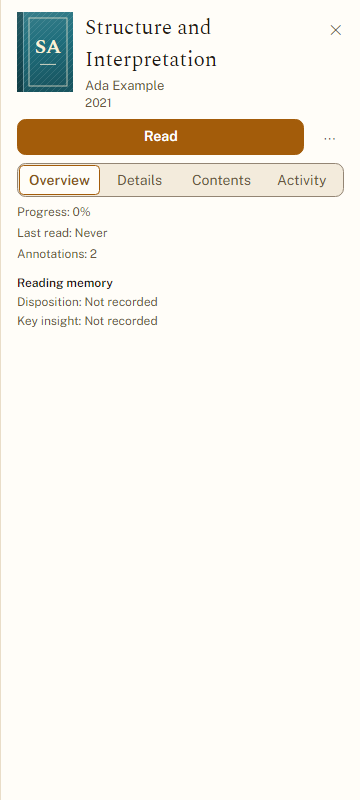 SA
Structure and
Interpretation
Ada Example
2021
Read
...
Overview Details Contents Activity
Progress: 0%
Last read: Never
Annotations: 2
Reading memory
Disposition: Not recorded
Key insight: Not recorded